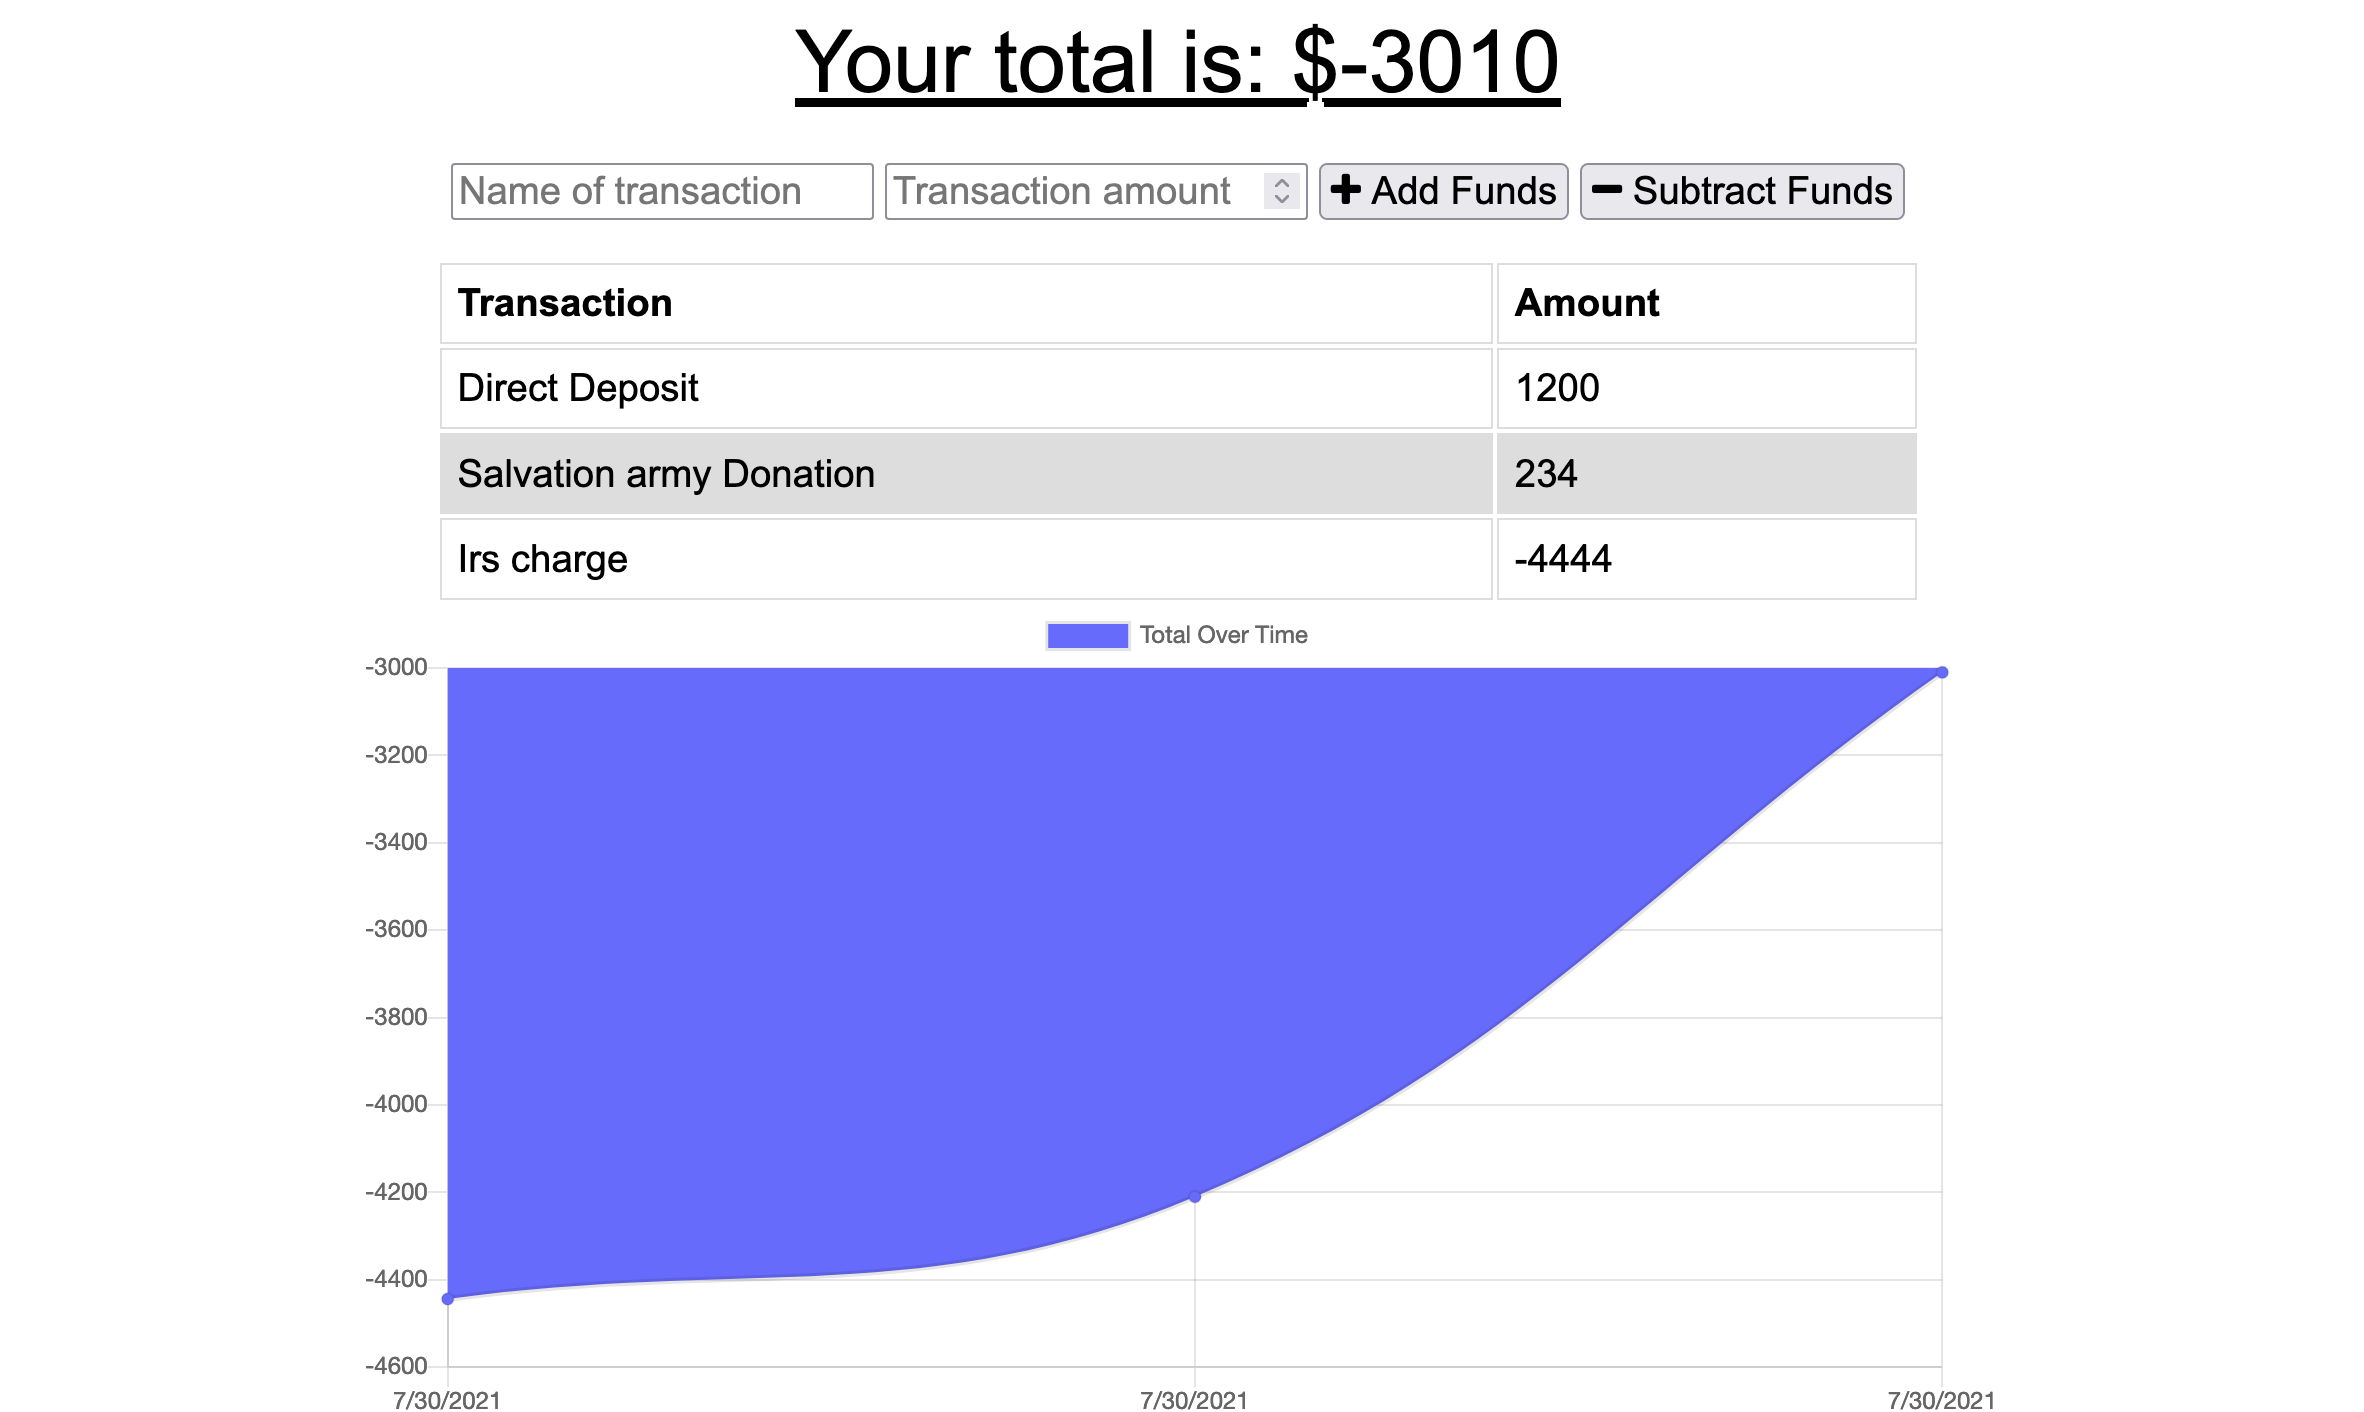 Your total is: $-3010
Name of transaction Transaction amount Add Funds Subtract Funds
Transaction Amount
Direct Deposit 1200
Salvation army Donation 234
Irs charge -4444
Total Over Time
-3000
-3200
-3400
-3600
-3800
-4000
-4200
-4400
-4600
7/30/2021 7/30/2021 7/30/2021